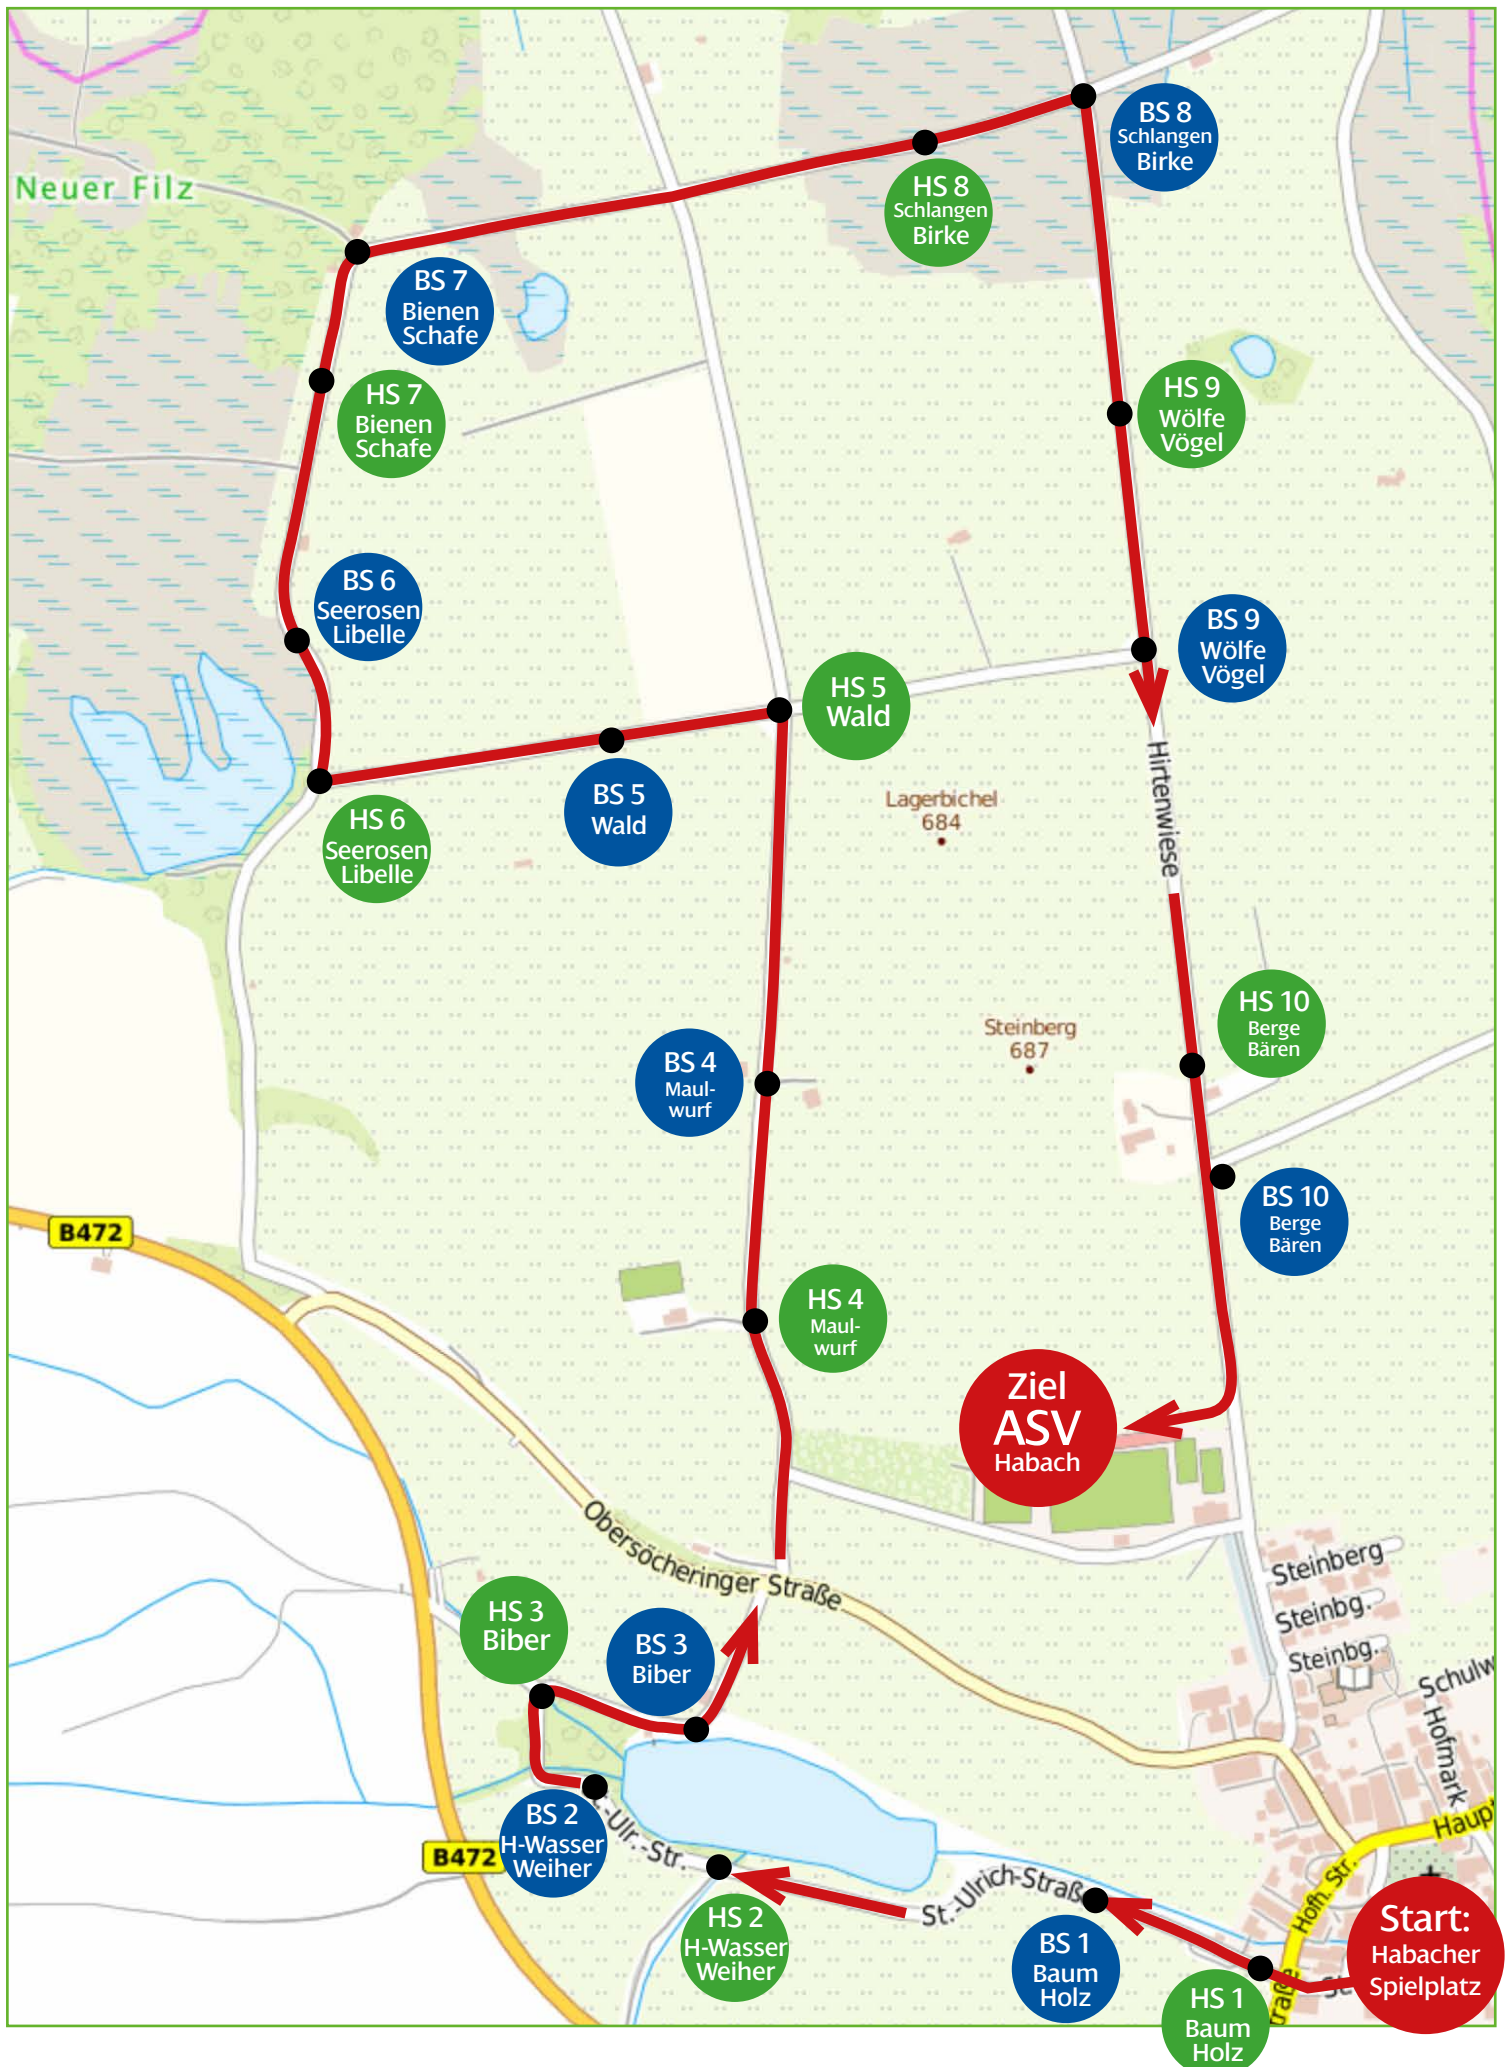 BS 8
Schlangen
Birke
HS 8
Schlangen
Birke
Neuer Filz
BS 7
Bienen
Schafe
HS 7
Bienen
Schafe
HS 9
Wölfe
Vögel
BS 6
Seerosen
Libelle
BS 9
Wölfe
Vögel
HS 5
Wald
Hirtenwiese
BS 5
Wald
Lagerbichel
684
HS 6
Seerosen
Libelle
HS 10
Berge
Bären
Steinberg
687
BS 4
Maul-
wurf
BS 10
Berge
Bären
B472
HS 4
Maul-
wurf
Ziel
ASV
Habach
Obersöcheringer Straße
Steinberg
Steinbg.
Steinbg.
HS 3
Biber
BS 3
Biber
Schulw
Hofmark
BS 2
H-Wasser
Weiher
.-Ulr.-Str.
B472
Haupt
Hofh. Str.
St.-Ulrich-Straß
HS 2
H-Wasser
Weiher
BS 1
Baum
Holz
Start:
Habacher
Spielplatz
HS 1
Baum
Holz
raße